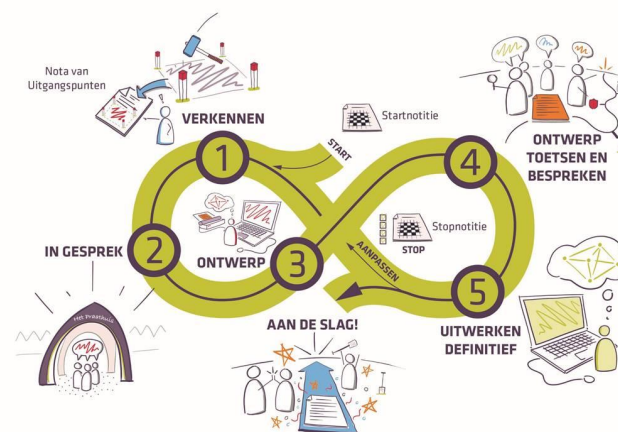 Nota van
Uitgangspunten
VERKENNEN
1
Startnotitie
START
4
ONTWERP
TOETSEN EN
BESPREKEN
IN GESPREK
2
ONTWERP
3
Stopnotitie
STOP
AANPASSEN
5
UITWERKEN
DEFINITIEF
Het Praathuis
AAN DE SLAG!